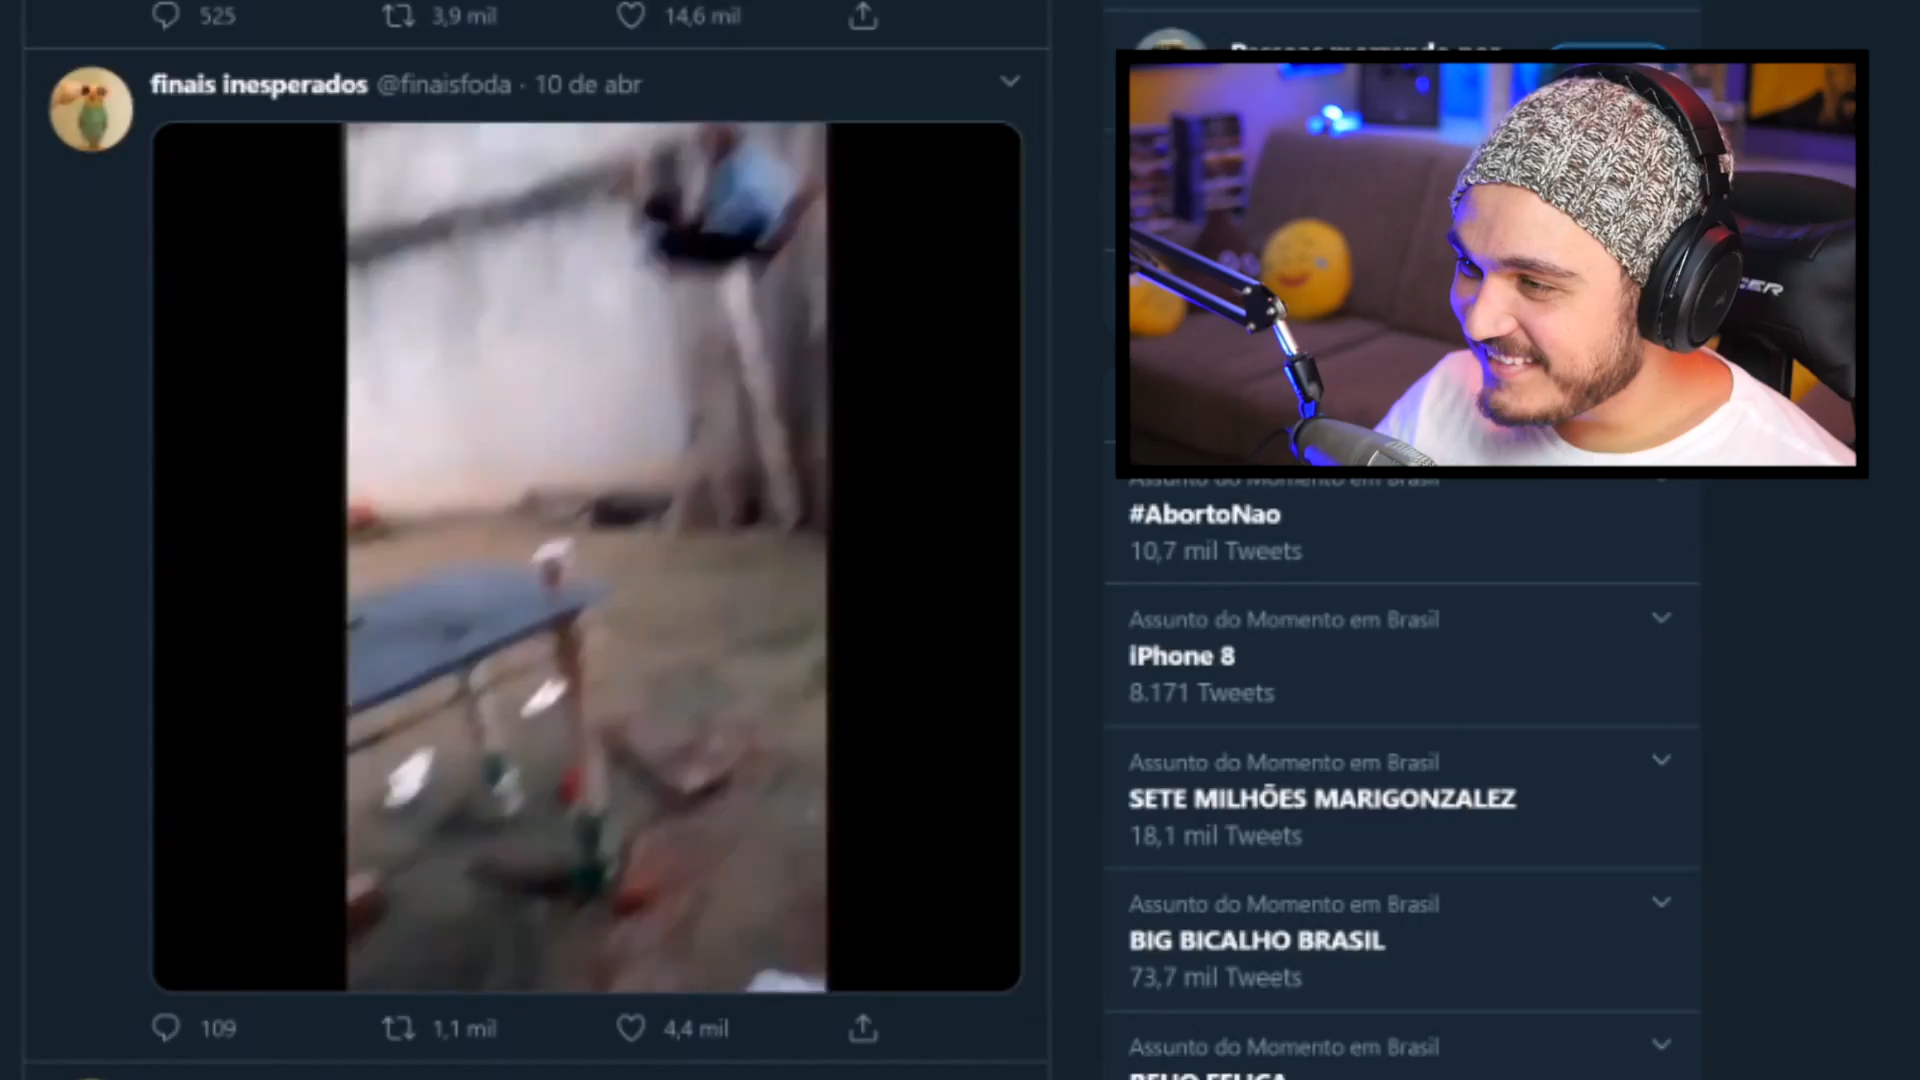 525 3,9 mil 14,6 mil
finais inesperados @finaisfoda · 10 de abr
109 1,1 mil 4,4 mil
#AbortoNao
10,7 mil Tweets
Assunto do Momento em Brasil
iPhone 8
8.171 Tweets
Assunto do Momento em Brasil
SETE MILHÕES MARIGONZALEZ
18,1 mil Tweets
Assunto do Momento em Brasil
BIG BICALHO BRASIL
73,7 mil Tweets
Assunto do Momento em Brasil